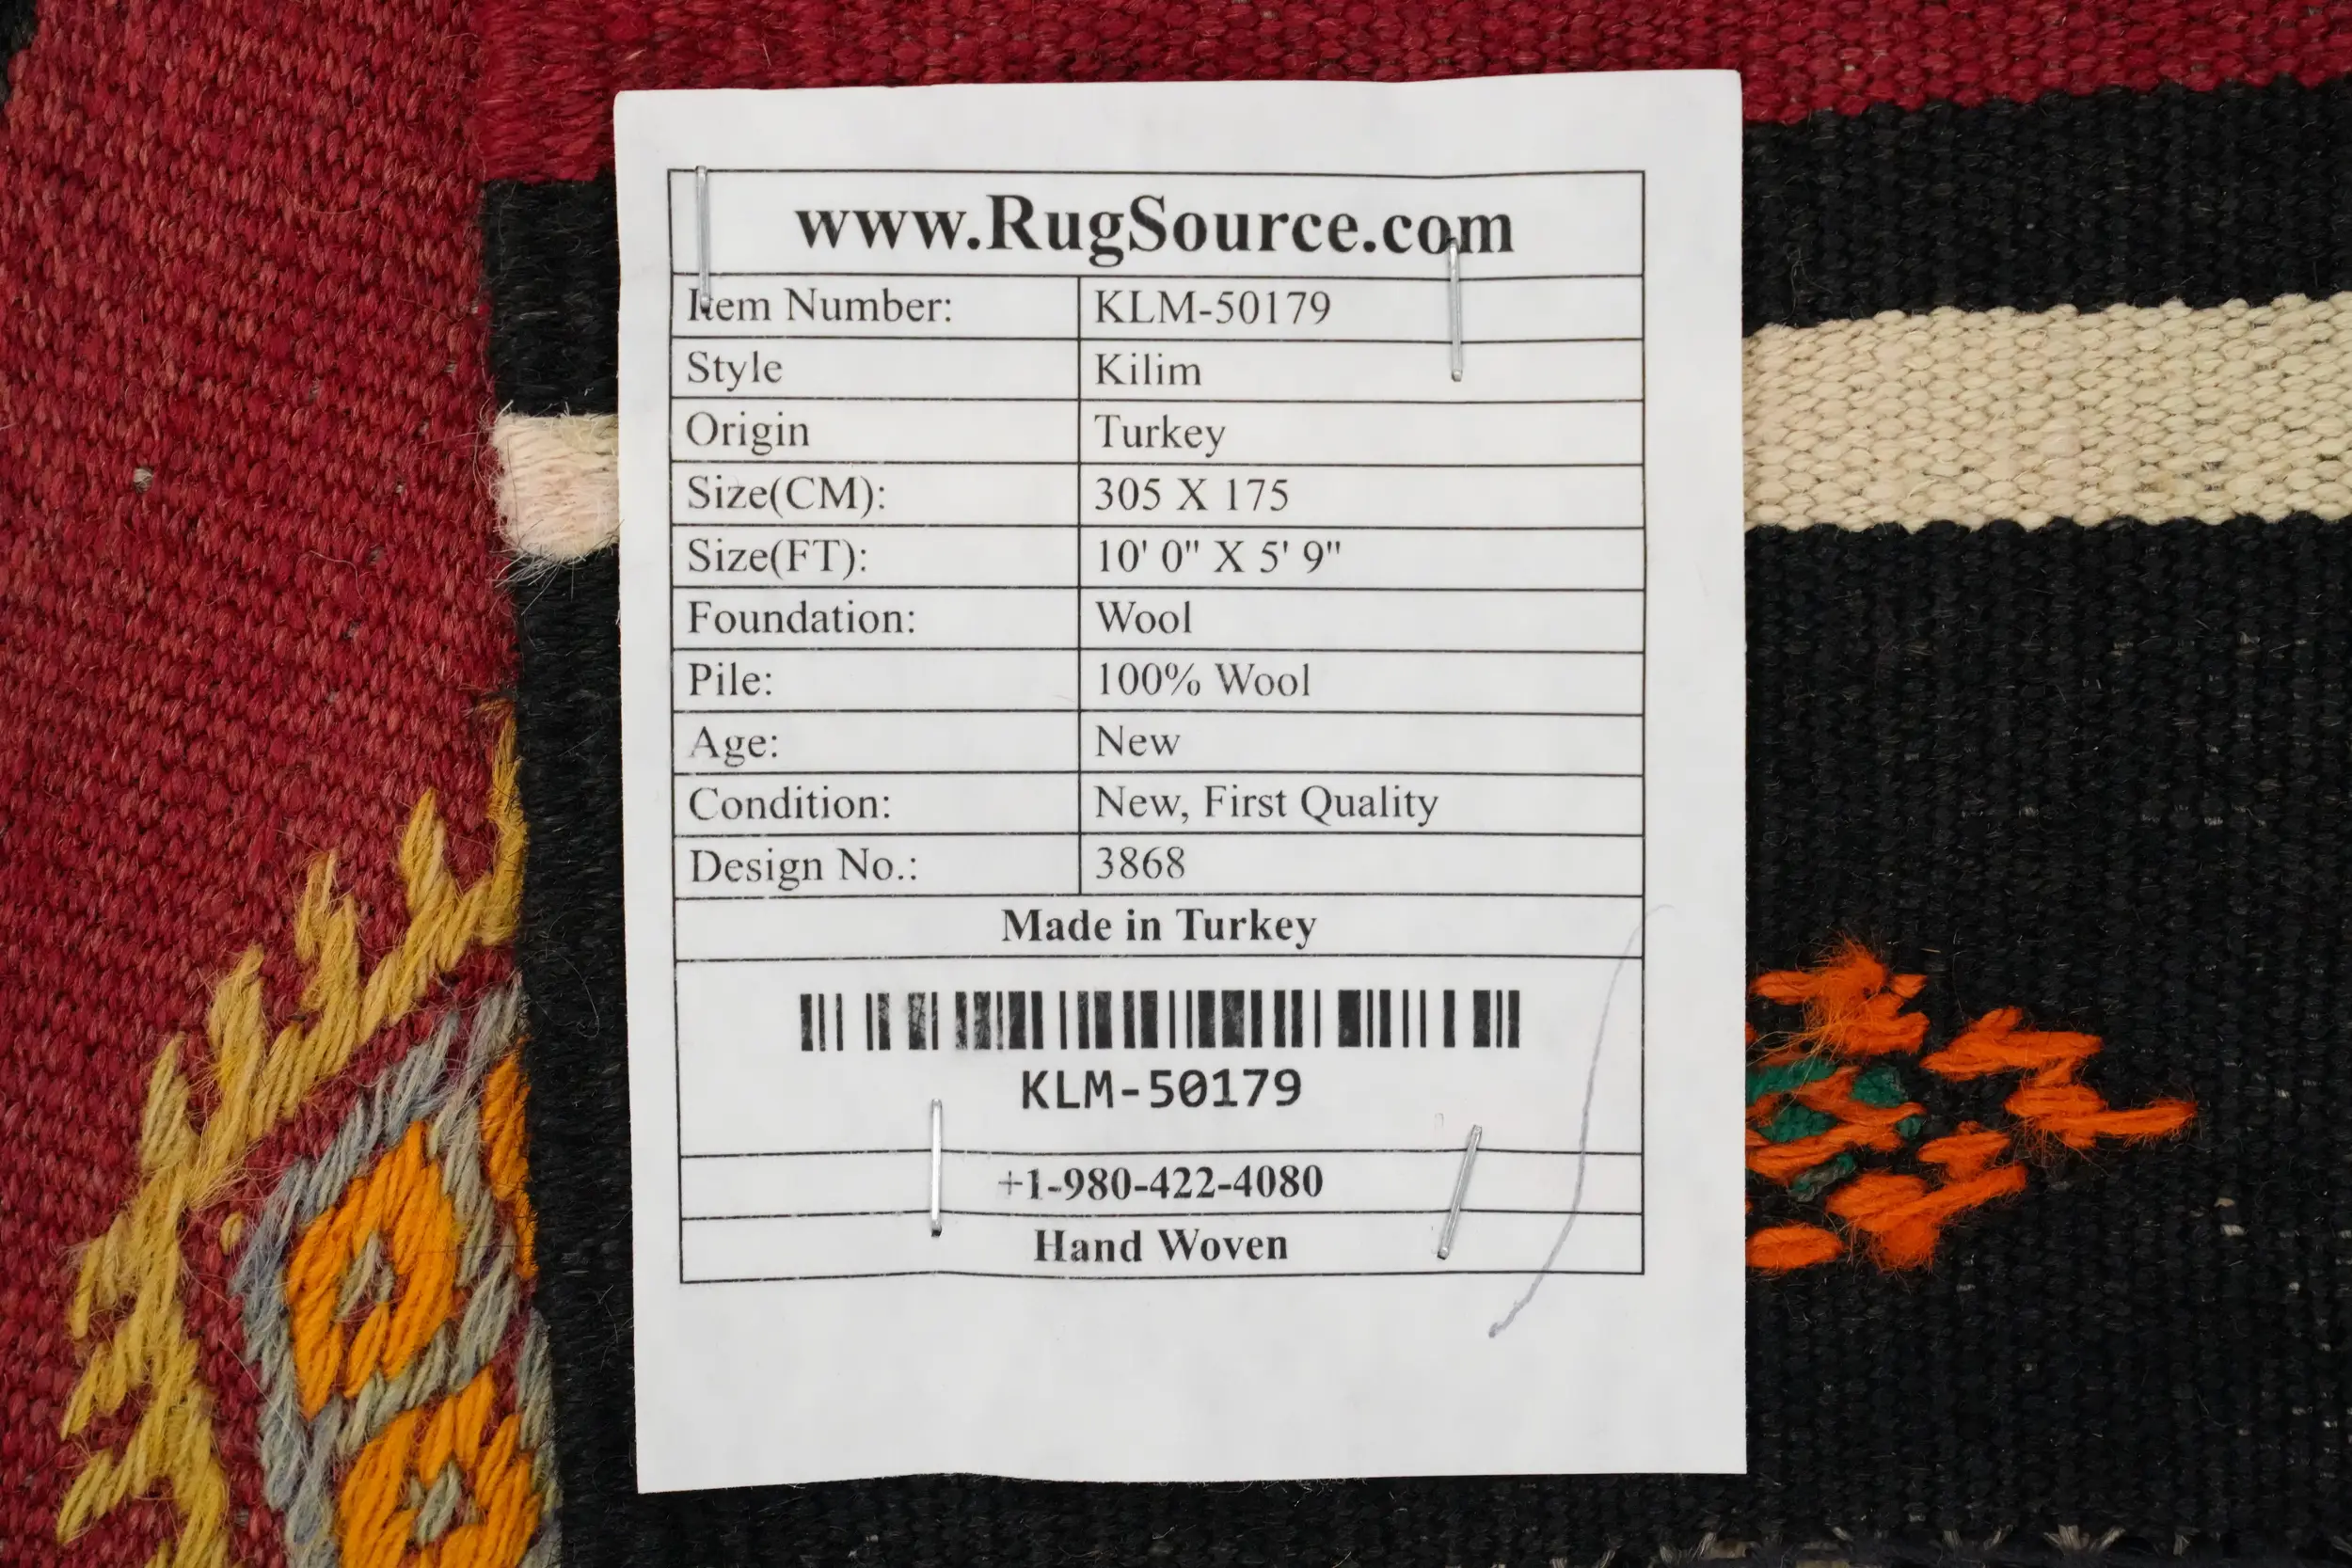 www.RugSource.com
Item Number: KLM-50179
Style Kilim
Origin Turkey
Size(CM): 305 X 175
Size(FT): 10' 0" X 5' 9"
Foundation: Wool
Pile: 100% Wool
Age: New
Condition: New, First Quality
Design No.: 3868
Made in Turkey
KLM-50179
+1-980-422-4080
Hand Woven